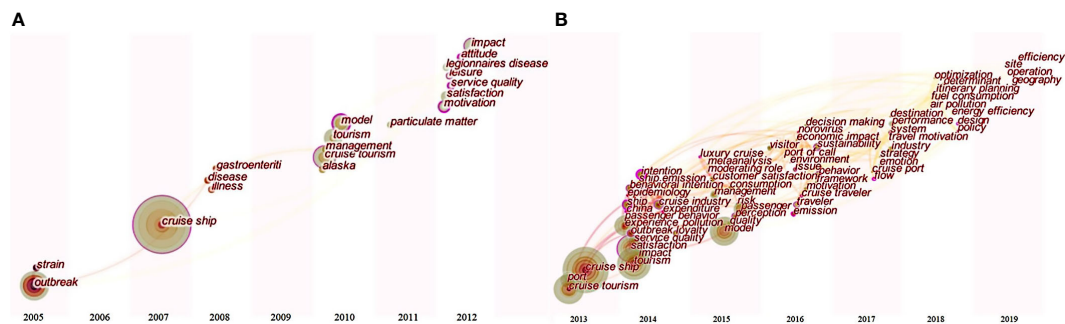 A
impact
attitude
legionnaires disease
leisure
service quality
satisfaction
motivation
model
particulate matter
tourism
management
cruise tourism
alaska
gastroenteriti
disease
illness
cruise ship
strain
outbreak
2005 2006 2007 2008 2009 2010 2011 2012
B
efficiency
site
operation
optimization
geography
determinant
itinerary planning
fuel consumption
air pollution
energy efficiency
destination
decision making
performance
design
norovirus
system
policy
economic impact
travel motivation
visitor
sustainability
industry
luxury cruise
port of call
strategy
metaanalysis
environment
emotion
intention
moderating role
issue
cruise port
ship emission
customer satisfaction
behavior
flow
behavioral intention
consumption
framework
epidemiology
management
motivation
ship
cruise industry
risk
cruise traveler
china
expenditure
passenger
traveler
passenger behavior
perception
emission
experience pollution
quality
outbreak loyalty
model
service quality
satisfaction
impact
tourism
cruise ship
port
cruise tourism
2013 2014 2015 2016 2017 2018 2019